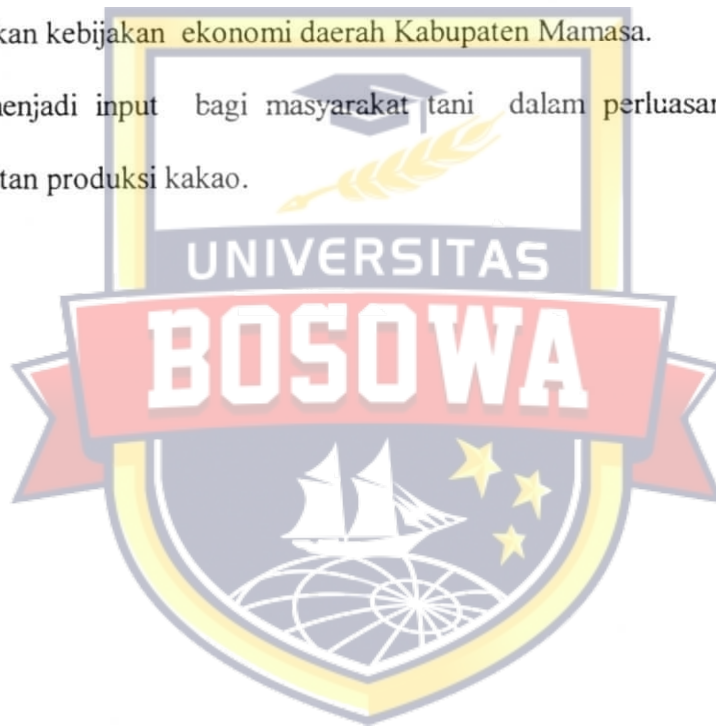 kan kebijakan ekonomi daerah Kabupaten Mamasa.
enjadi input bagi masyarakat tani dalam perluasan
tan produksi kakao.
UNIVERSITAS
BOSOWA